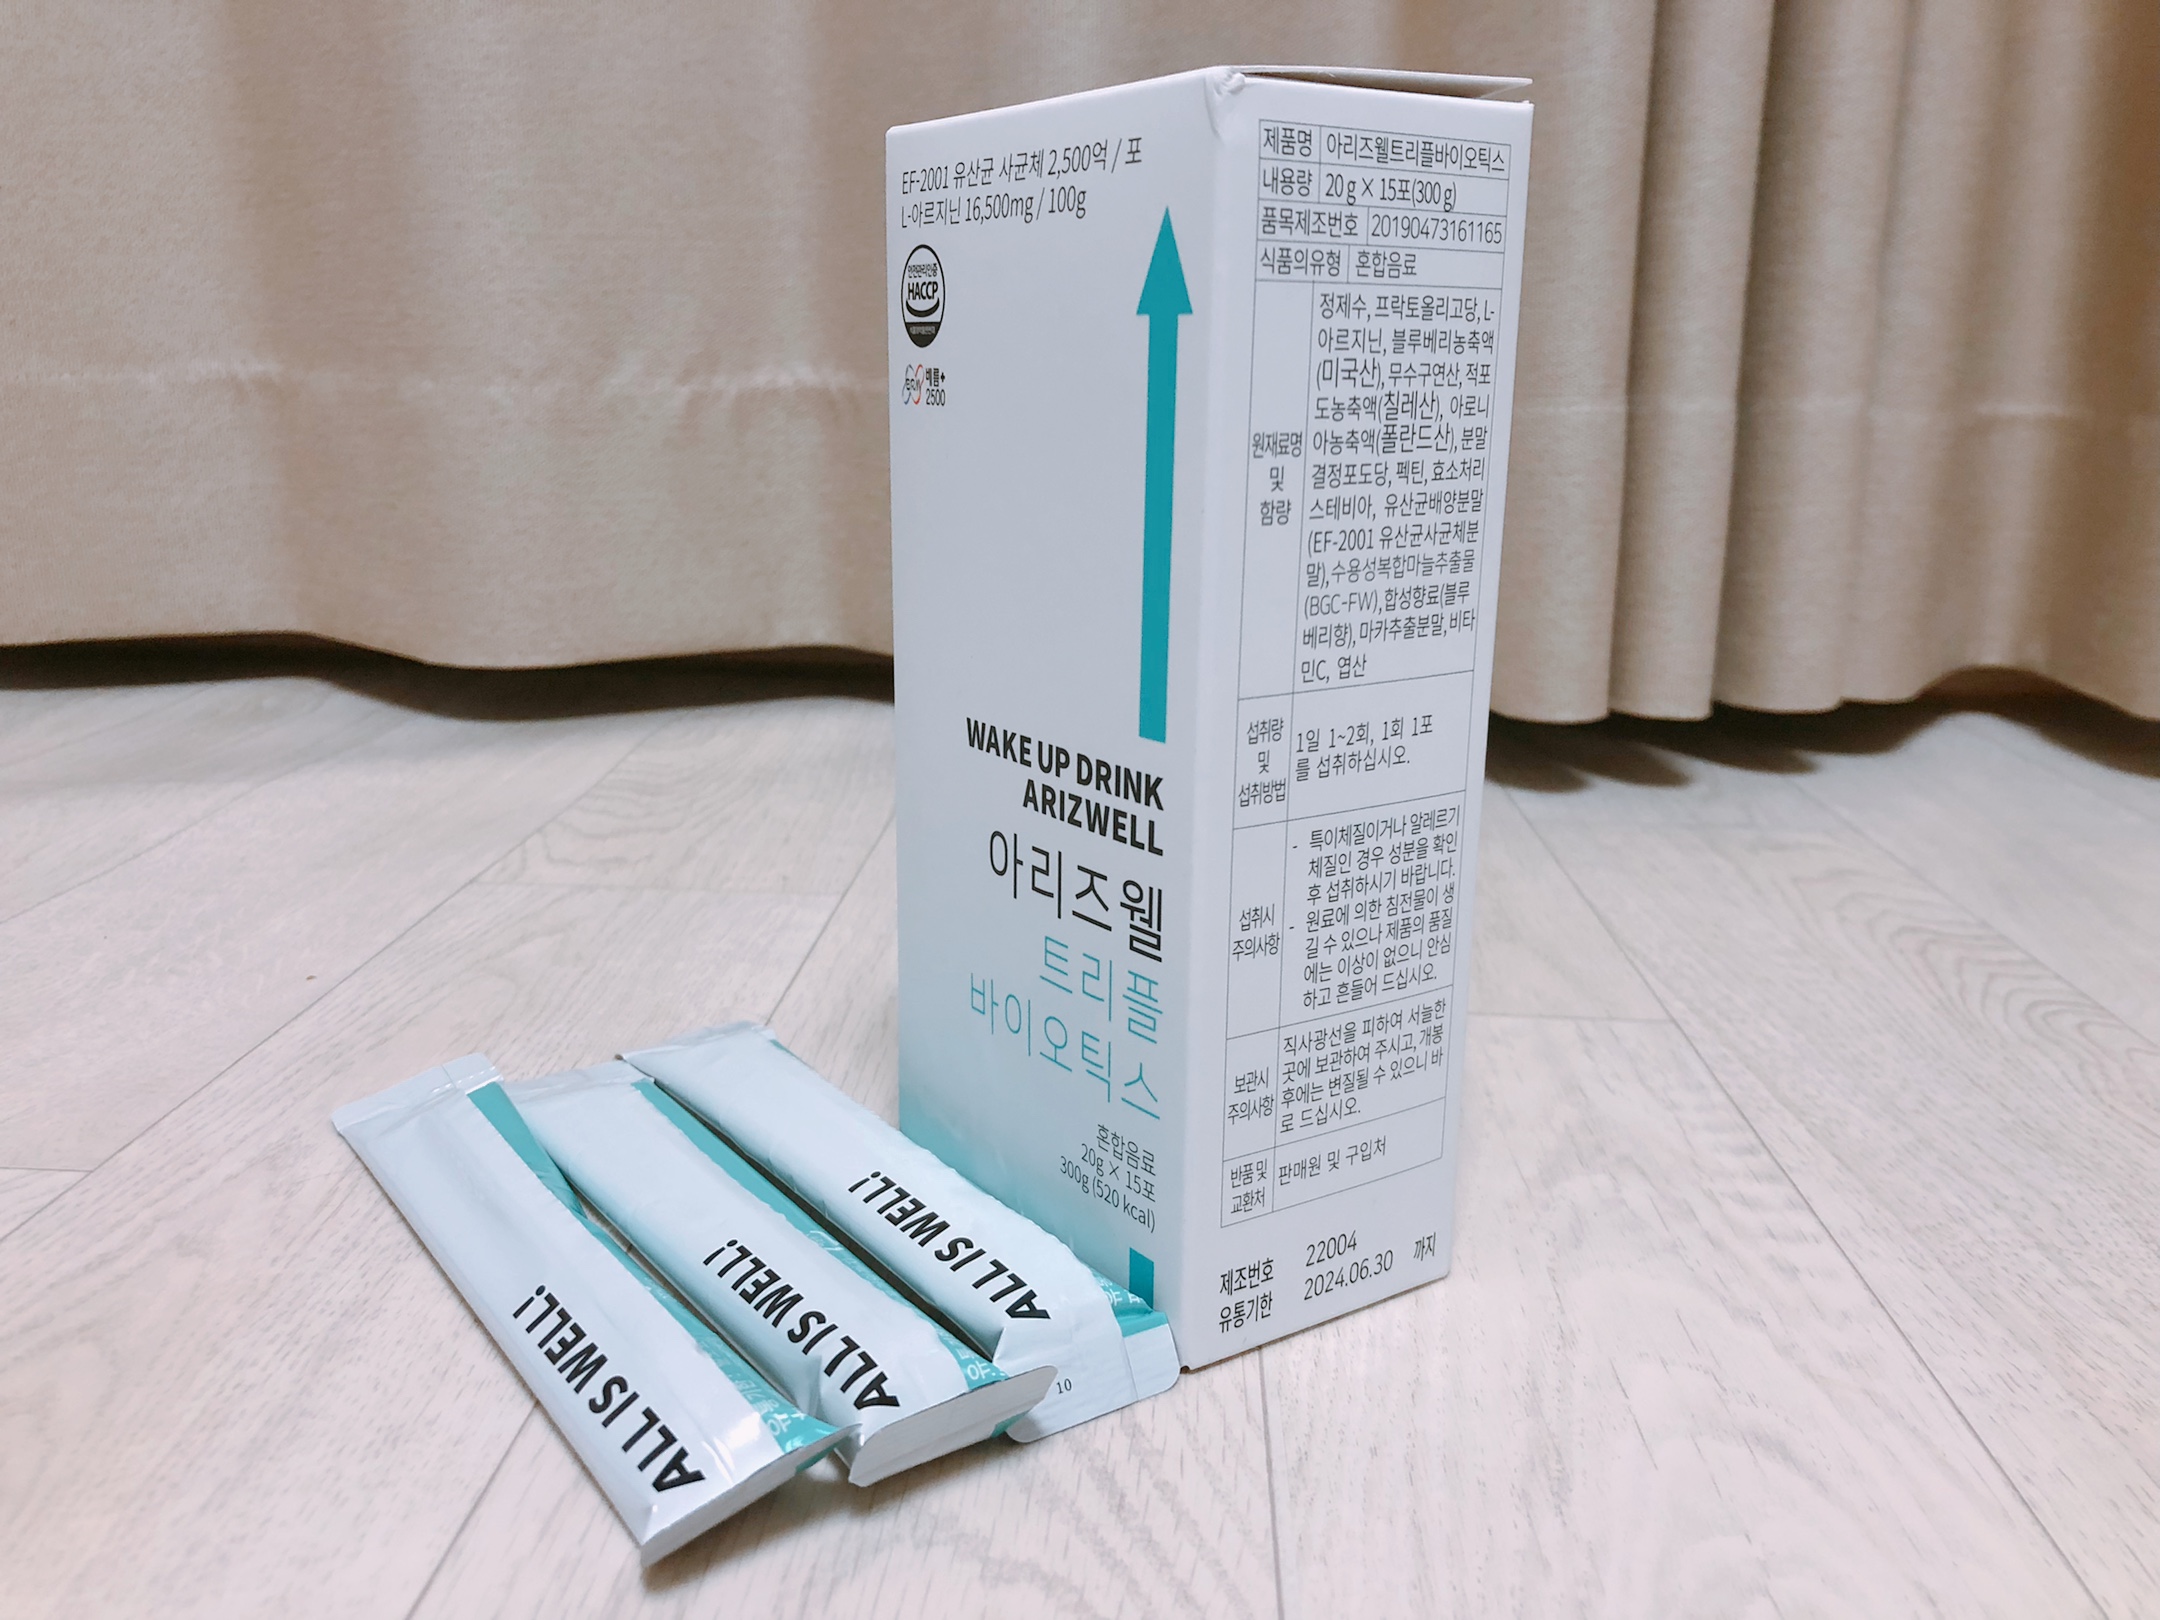 EF-2001 유산균 사균체 2,500억 / 포
L-아르지닌 16,500mg / 100g
안전관리인증
HACCP
베름+
2500
WAKE UP DRINK
ARIZWELL
아리즈웰
트리플
바이오틱스
혼합음료
20g × 15포
300g (520 kcal)
제품명 아리즈웰트리플바이오틱스
내용량 20 g × 15포(300 g)
품목제조번호 20190473161165
식품의유형 혼합음료
원재료명
및
함량
정제수, 프락토올리고당, L-
아르지닌, 블루베리농축액
(미국산), 무수구연산, 적포
도농축액(칠레산), 아로니
아농축액(폴란드산), 분말
결정포도당, 펙틴, 효소처리
스테비아, 유산균배양분말
(EF-2001 유산균사균체분
말), 수용성복합마늘추출물
(BGC-FW), 합성향료(블루
베리향), 마카추출분말, 비타
민C, 엽산
섭취량
및
섭취방법
1일 1~2회, 1회 1포
를 섭취하십시오.
섭취시
주의사항
- 특이체질이거나 알레르기
체질인 경우 성분을 확인
후 섭취하시기 바랍니다.
- 원료에 의한 침전물이 생
길 수 있으나 제품의 품질
에는 이상이 없으니 안심
하고 흔들어 드십시오.
보관시
주의사항
직사광선을 피하여 서늘한
곳에 보관하여 주시고, 개봉
후에는 변질될 수 있으니 바
로 드십시오.
반품 및
교환처
판매원 및 구입처
제조번호 22004
유통기한 2024.06.30 까지
ALL IS WELL!
ALL IS WELL!
ALL IS WELL!
10